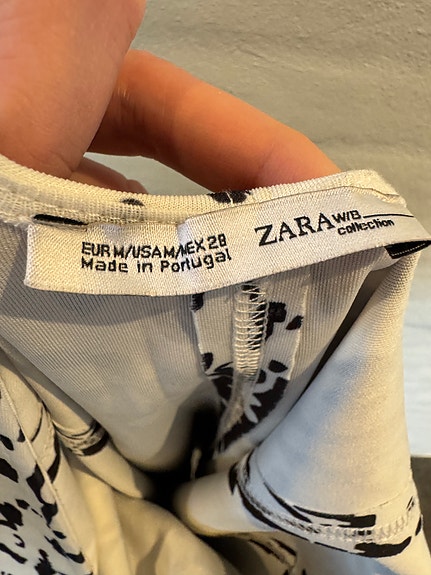 EUR M/USA M/MEX 28
Made in Portugal
ZARA W/B
collection